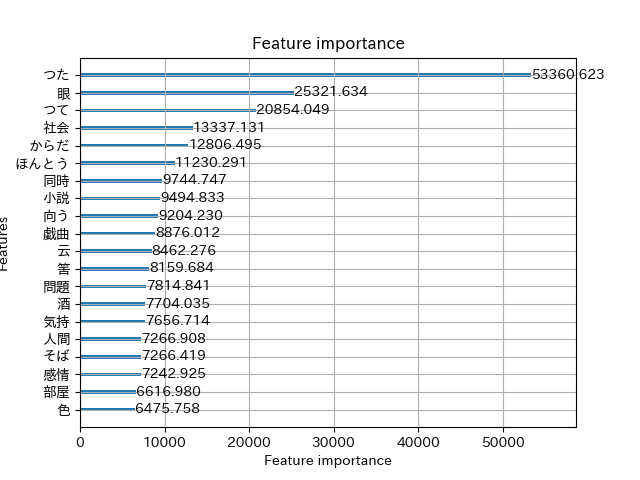 Feature importance
つた 53360.623
眼 25321.634
つて 20854.049
社会 13337.131
からだ 12806.495
ほんとう 11230.291
同時 9744.747
小説 9494.833
向う 9204.230
戯曲 8876.012
云 8462.276
筈 8159.684
問題 7814.841
酒 7704.035
気持 7656.714
人間 7266.908
そば 7266.419
感情 7242.925
部屋 6616.980
色 6475.758
Features
0 10000 20000 30000 40000 50000
Feature importance